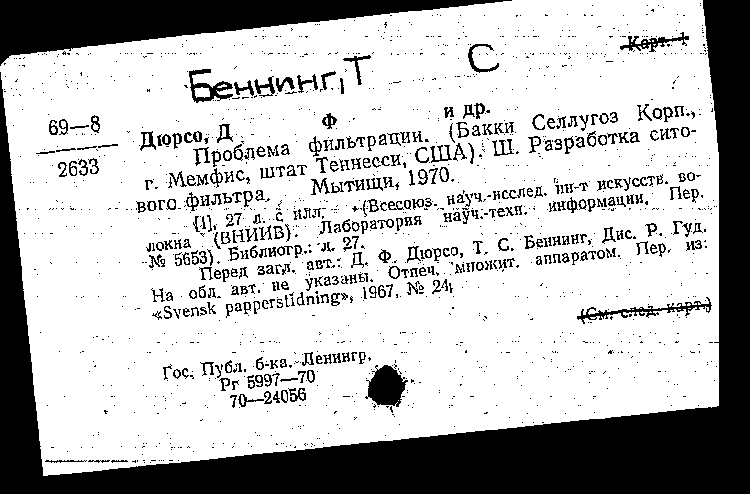 Карт. 1
Беннинг, Т С
69—8
2633
Дюрсо, Д Ф и др.
Проблема фильтрации. (Бакки Селлугоз Корп.,
г. Мемфис, штат Теннесси, США). Ш. Разработка сито-
вого фильтра. Мытищи, 1970.
[1], 27 л. с илл. (Всесоюз. науч.-исслед. ин-т искусств. во-
локна (ВНИИВ). Лаборатория науч.-техн. информации. Пер.
№ 5653). Библиогр.: л. 27.
Перед загл. авт.: Д. Ф. Дюрсо, Т. С. Беннинг, Дис. Р. Гуд.
На обл. авт. не указаны. Отпеч. множит. аппаратом. Пер. из:
«Svensk papperstidning», 1967, № 24.
(См. след. карт.)
Гос. Публ. б-ка. Ленингр.
Рг 5997—70
70—24056